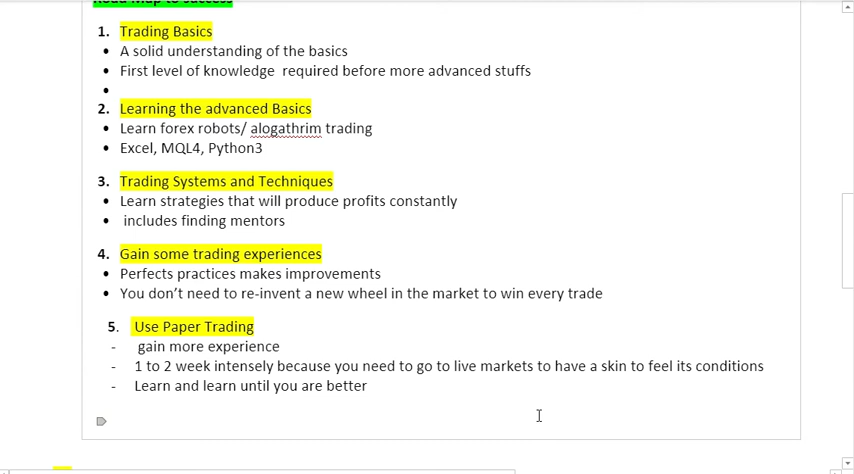 Road Map to Success
1. Trading Basics
• A solid understanding of the basics
• First level of knowledge required before more advanced stuffs
•
2. Learning the advanced Basics
• Learn forex robots/ alogathrim trading
• Excel, MQL4, Python3
3. Trading Systems and Techniques
• Learn strategies that will produce profits constantly
• includes finding mentors
4. Gain some trading experiences
• Perfects practices makes improvements
• You don’t need to re-invent a new wheel in the market to win every trade
5. Use Paper Trading
- gain more experience
- 1 to 2 week intensely because you need to go to live markets to have a skin to feel its conditions
- Learn and learn until you are better